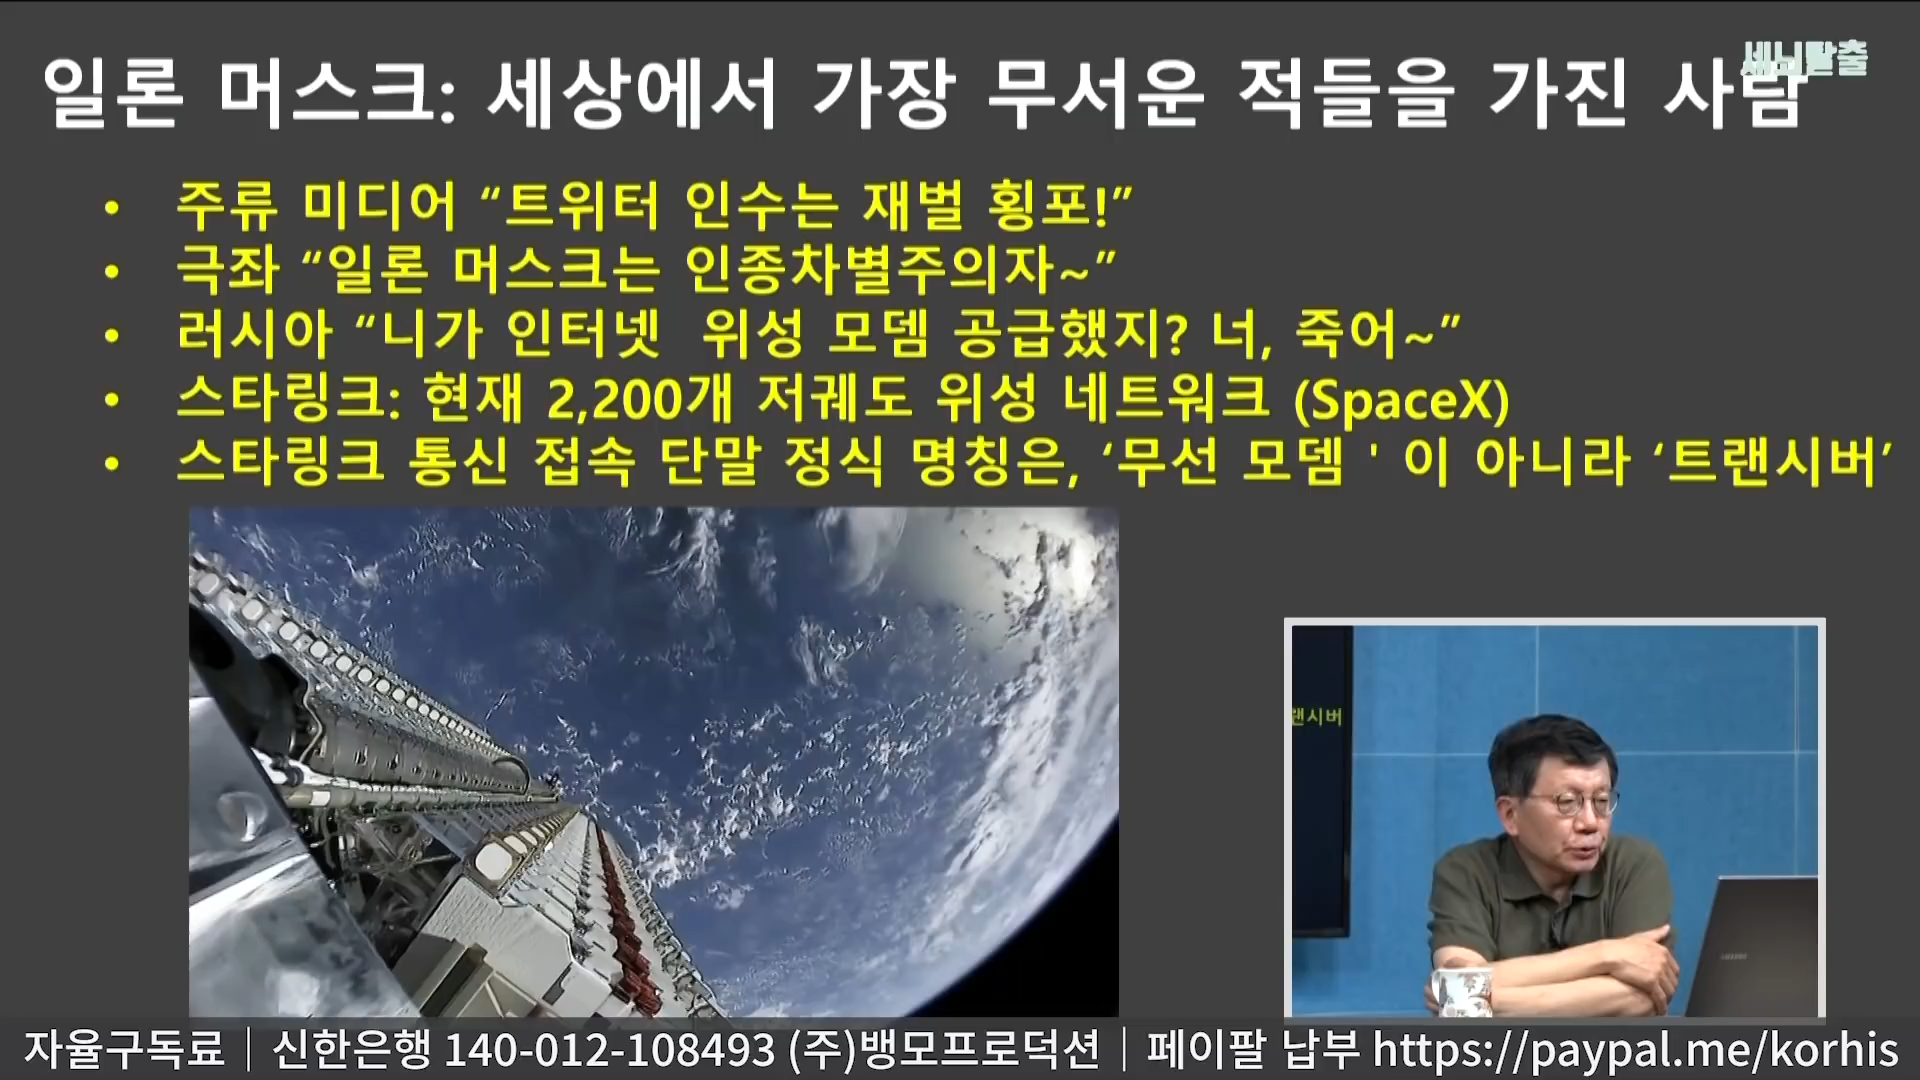 일론 머스크: 세상에서 가장 무서운 적들을 가진 사람
세뇌탈출
• 주류 미디어 “트위터 인수는 재벌 횡포!”
• 극좌 “일론 머스크는 인종차별주의자~”
• 러시아 “니가 인터넷 위성 모뎀 공급했지? 너, 죽어~”
• 스타링크: 현재 2,200개 저궤도 위성 네트워크 (SpaceX)
• 스타링크 통신 접속 단말 정식 명칭은, ‘무선 모뎀 ' 이 아니라 ‘트랜시버’
랜시버
자율구독료｜신한은행 140-012-108493 (주)뱅모프로덕션｜페이팔 납부 https://paypal.me/korhis